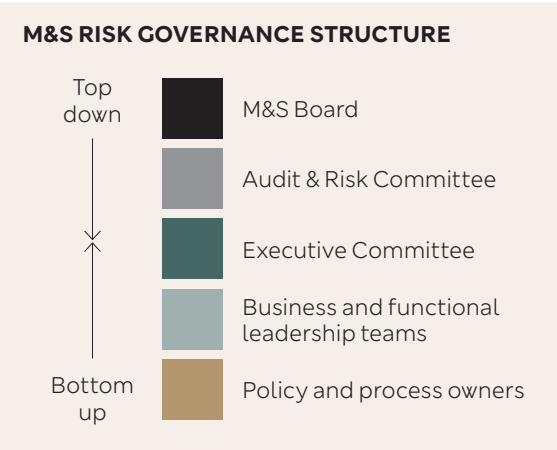 M&S RISK GOVERNANCE STRUCTURE
Top
down
M&S Board
Audit & Risk Committee
Executive Committee
Business and functional
leadership teams
Bottom
up
Policy and process owners